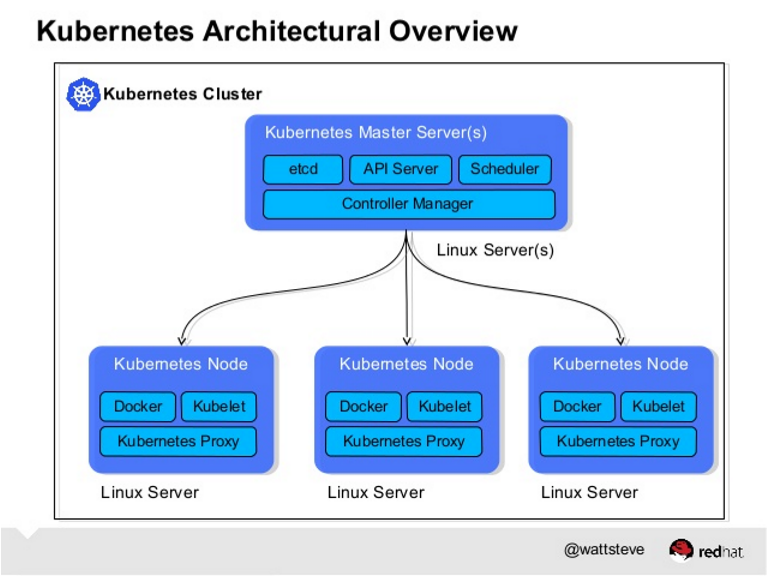 Kubernetes Architectural Overview
Kubernetes Cluster
Kubernetes Master Server(s)
etcd API Server Scheduler
Controller Manager
Linux Server(s)
Kubernetes Node Kubernetes Node Kubernetes Node
Docker Kubelet Docker Kubelet Docker Kubelet
Kubernetes Proxy Kubernetes Proxy Kubernetes Proxy
Linux Server Linux Server Linux Server
@wattsteve redhat